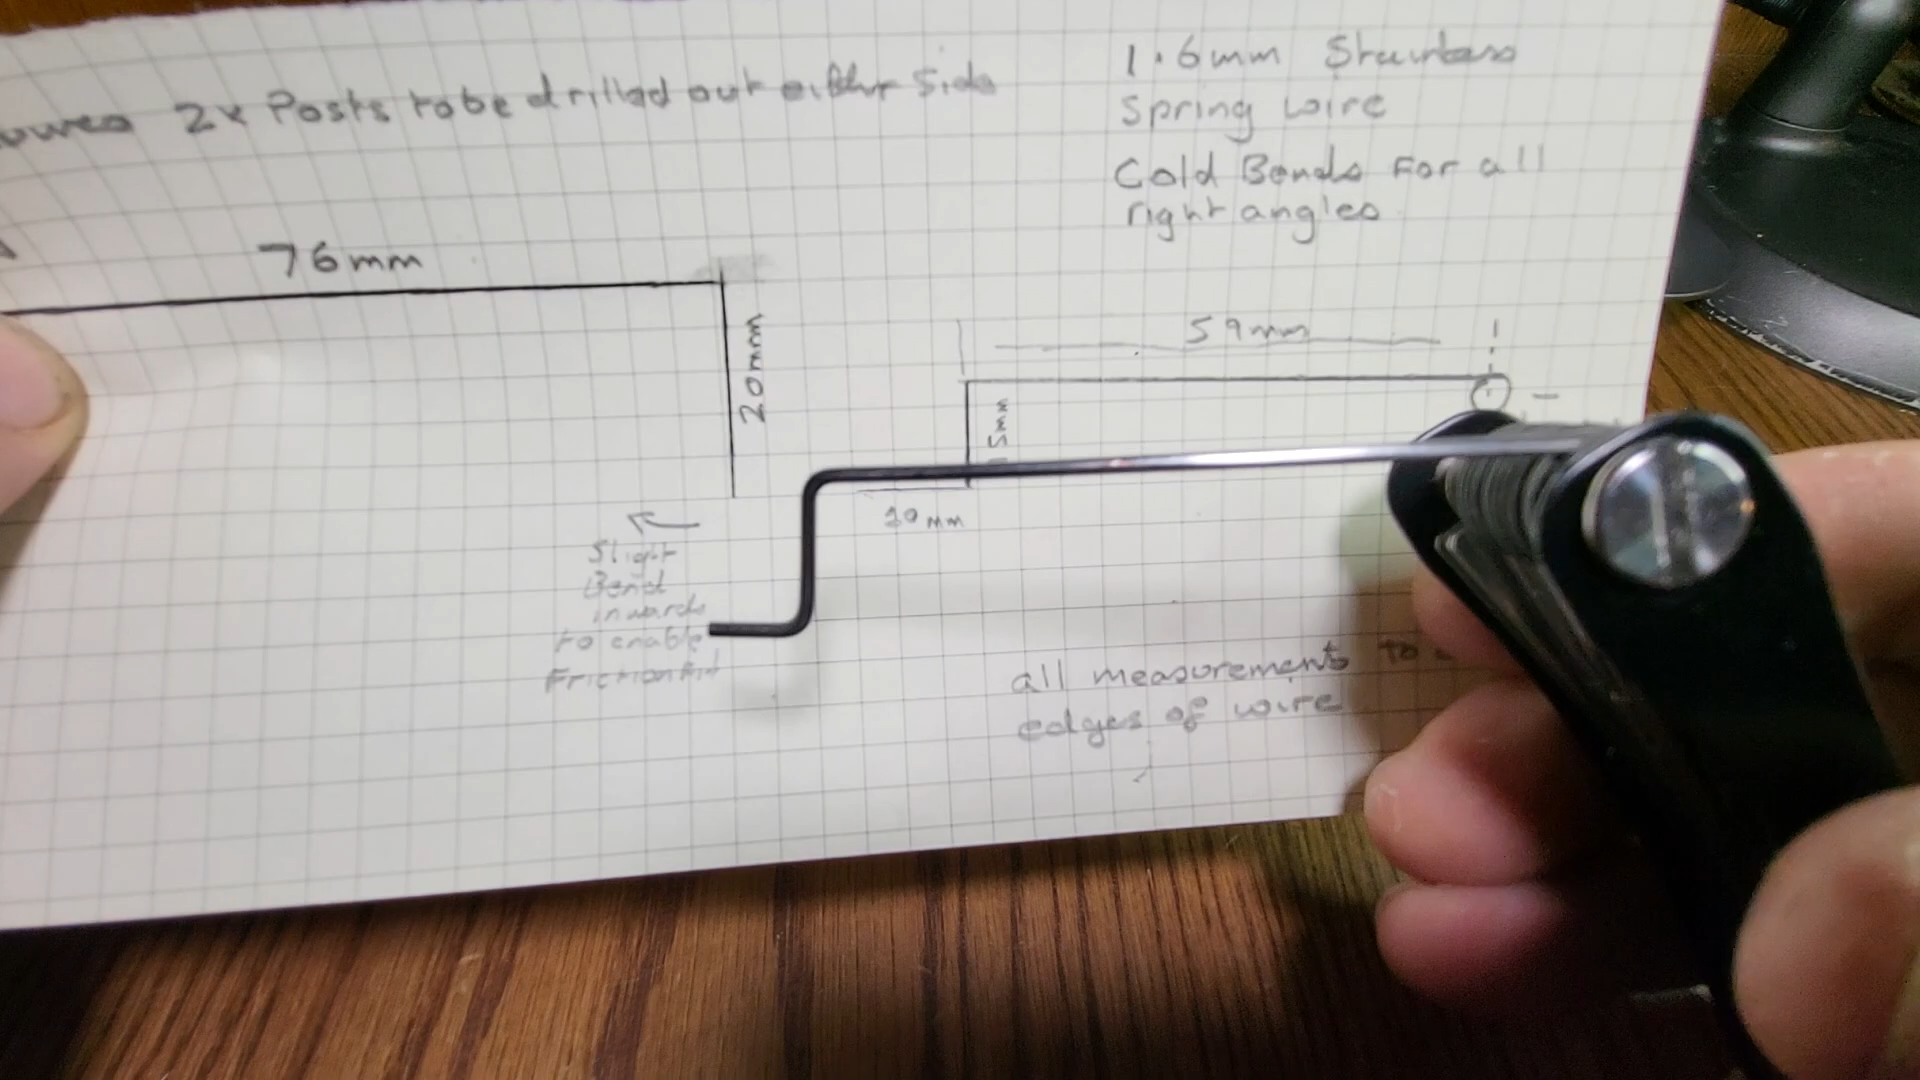 2x Posts to be drilled out either side
1.6mm Stainless
Spring wire
Cold Bends For all
right angles
76mm
20mm
59mm
5mm
10mm
Slight
Bend
inwards
to enable
Friction Fit
all measurements to
edges of wire